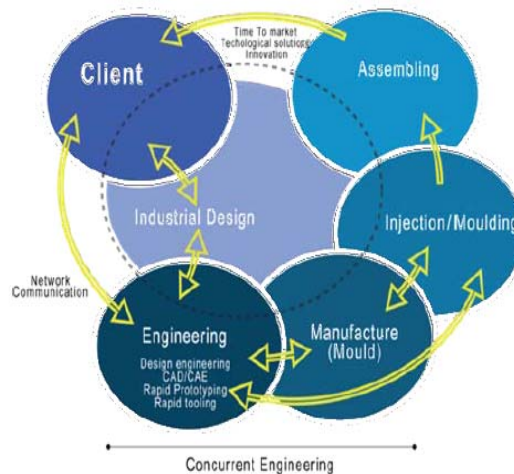 Time To market
Techological solutions
Innovation
Client
Assembling
Industrial Design
Injection/Moulding
Network
Communication
Engineering
Design engineering
CAD/CAE
Rapid Prototyping
Rapid tooling
Manufacture
(Mould)
Concurrent Engineering